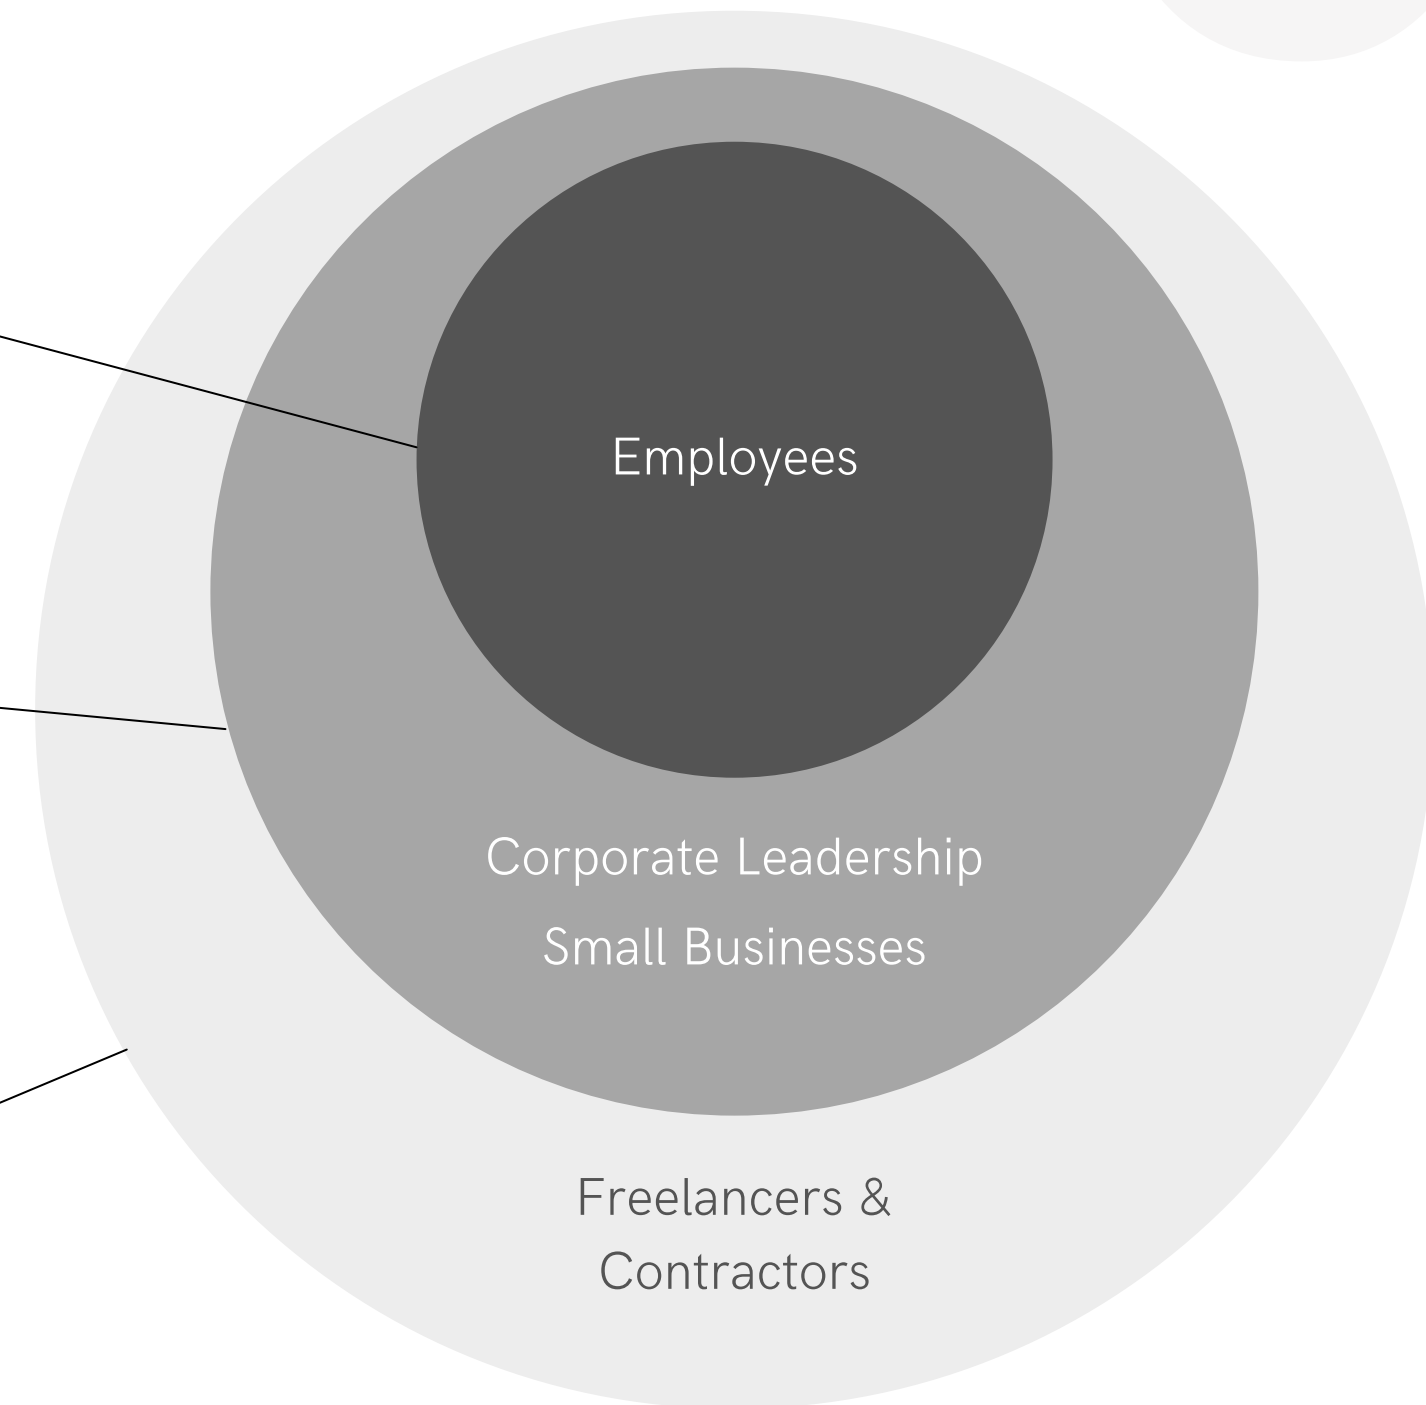 Employees
Corporate Leadership
Small Businesses
Freelancers &
Contractors